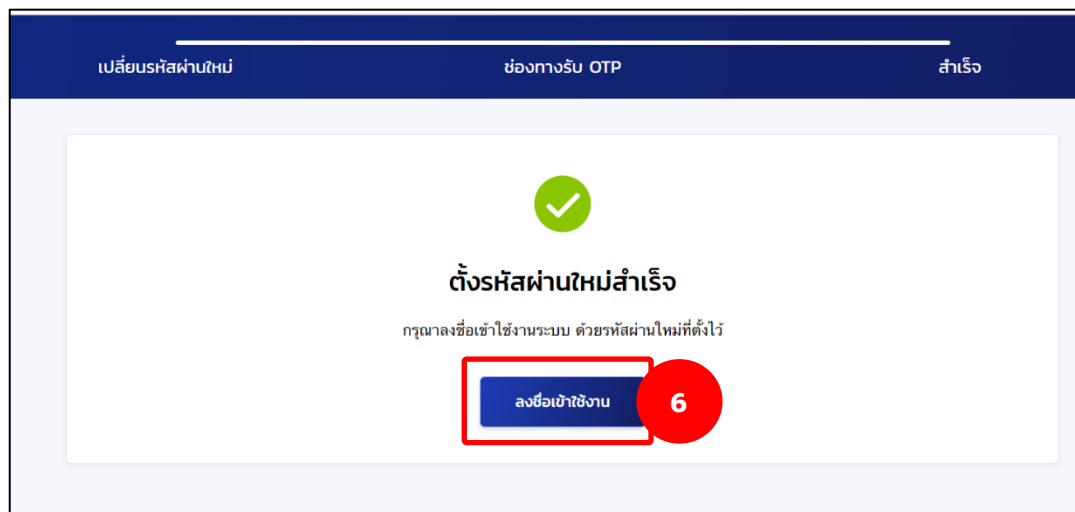 เปลี่ยนรหัสผ่านใหม่ ช่องทางรับ OTP สำเร็จ
ตั้งรหัสผ่านใหม่สำเร็จ
กรุณาลงชื่อเข้าใช้งานระบบ ด้วยรหัสผ่านใหม่ที่ตั้งไว้
ลงชื่อเข้าใช้งาน 6